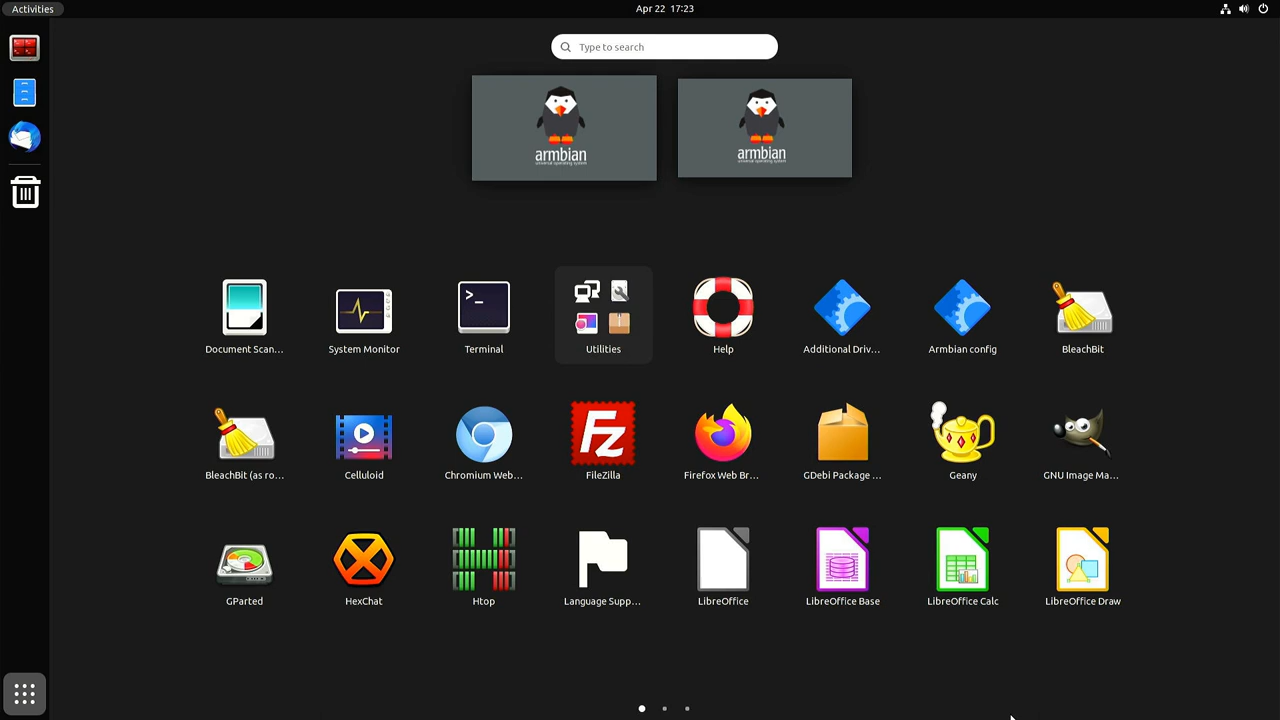 Activities
Apr 22 17:23
Type to search
armbian
armbian
Document Scan...
System Monitor
Terminal
Utilities
Help
Additional Driv...
Armbian config
BleachBit
BleachBit (as ro...
Celluloid
Chromium Web...
FileZilla
Firefox Web Br...
GDebi Package ...
Geany
GNU Image Ma...
GParted
HexChat
Htop
Language Supp...
LibreOffice
LibreOffice Base
LibreOffice Calc
LibreOffice Draw